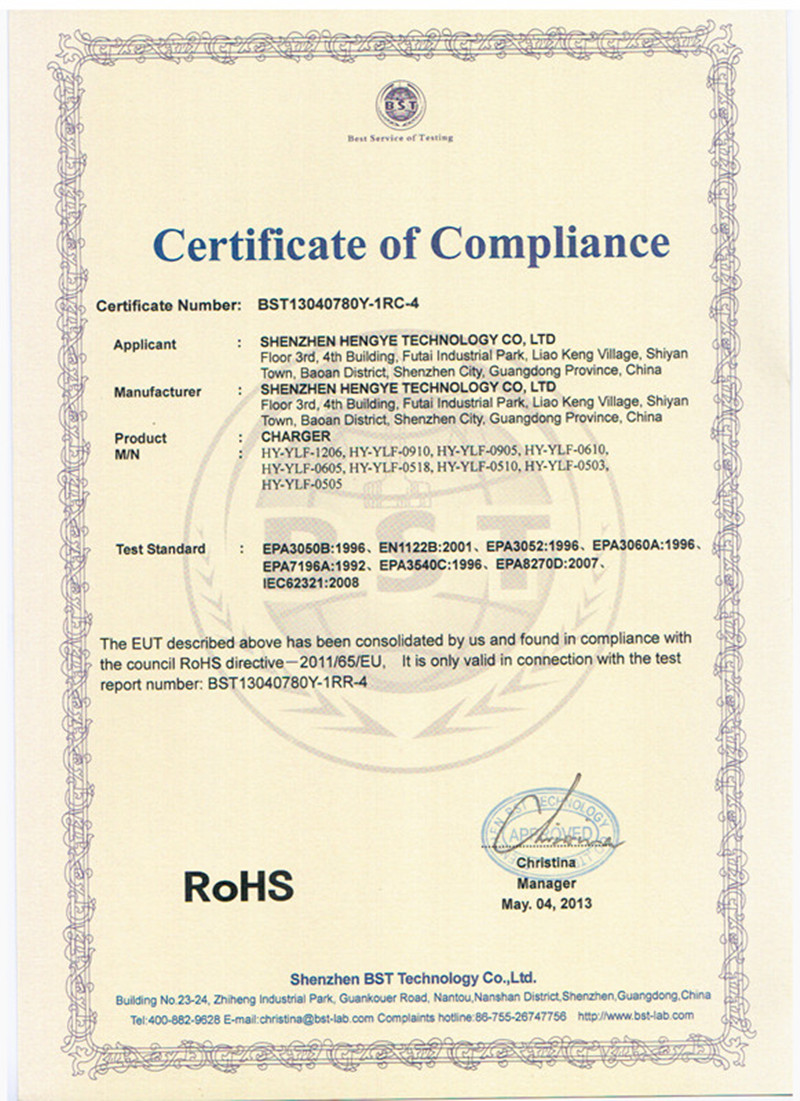 BST
Best Service of Testing
Certificate of Compliance
Certificate Number: BST13040780Y-1RC-4
Applicant : SHENZHEN HENGYE TECHNOLOGY CO, LTD
Floor 3rd, 4th Building, Futai Industrial Park, Liao Keng Village, Shiyan
Town, Baoan District, Shenzhen City, Guangdong Province, China
Manufacturer : SHENZHEN HENGYE TECHNOLOGY CO, LTD
Floor 3rd, 4th Building, Futai Industrial Park, Liao Keng Village, Shiyan
Town, Baoan District, Shenzhen City, Guangdong Province, China
Product : CHARGER
M/N : HY-YLF-1206, HY-YLF-0910, HY-YLF-0905, HY-YLF-0610,
HY-YLF-0605, HY-YLF-0518, HY-YLF-0510, HY-YLF-0503,
HY-YLF-0505
BST
Test Standard : EPA3050B:1996、EN1122B:2001、EPA3052:1996、EPA3060A:1996、
EPA7196A:1992、EPA3540C:1996、EPA8270D:2007、
IEC62321:2008
The EUT described above has been consolidated by us and found in compliance with
the council RoHS directive－2011/65/EU, It is only valid in connection with the test
report number: BST13040780Y-1RR-4
BST TECHNOLOGY
APPROVED
Christina
Manager
May. 04, 2013
RoHS
Shenzhen BST Technology Co.,Ltd.
Building No.23-24, Zhiheng Industrial Park, Guankouer Road, Nantou,Nanshan District,Shenzhen,Guangdong,China
Tel:400-882-9628 E-mail:christina@bst-lab.com Complaints hotline:86-755-26747756 http://www.bst-lab.com